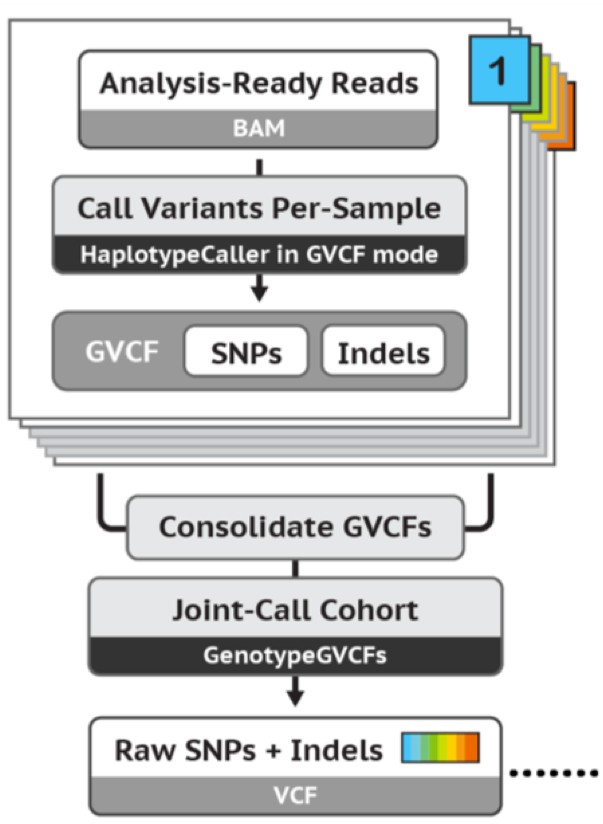 1
Analysis-Ready Reads
BAM
Call Variants Per-Sample
HaplotypeCaller in GVCF mode
GVCF SNPs Indels
Consolidate GVCFs
Joint-Call Cohort
GenotypeGVCFs
Raw SNPs + Indels
VCF